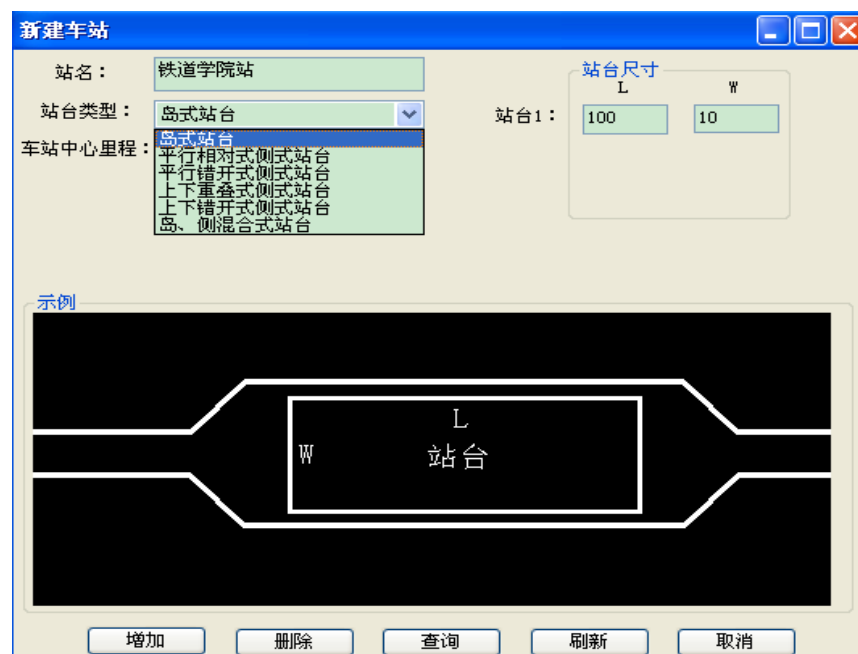 新建车站
站名：
铁道学院站
站台类型：
岛式站台
岛式站台
平行相对式侧式站台
平行错开式侧式站台
上下重叠式侧式站台
上下错开式侧式站台
岛、侧混合式站台
车站中心里程：
站台尺寸
L W
站台1： 100 10
示例
L
W 站台
增加 删除 查询 刷新 取消